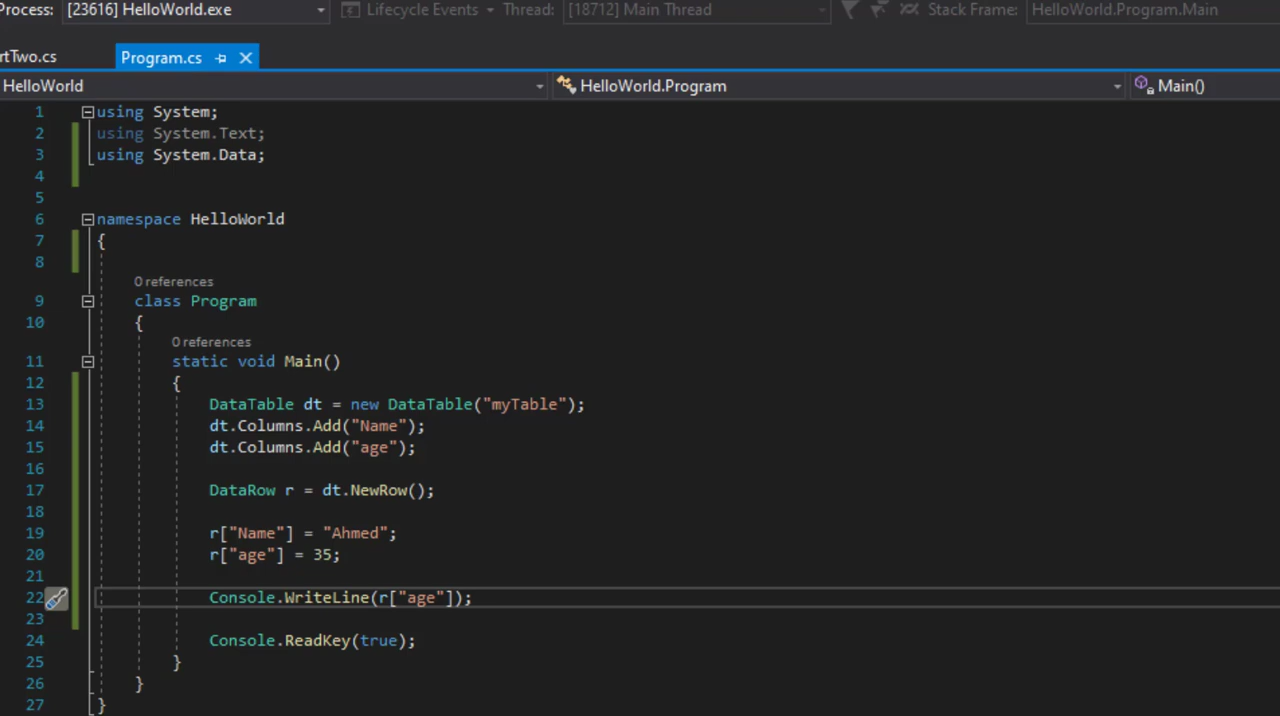 Process: [23616] HelloWorld.exe Lifecycle Events Thread: [18712] Main Thread Stack Frame: HelloWorld.Program.Main
rtTwo.cs Program.cs
HelloWorld HelloWorld.Program Main()
1 using System;
2 using System.Text;
3 using System.Data;
4
5
6 namespace HelloWorld
7 {
8
0 references
9 class Program
10 {
0 references
11 static void Main()
12 {
13 DataTable dt = new DataTable("myTable");
14 dt.Columns.Add("Name");
15 dt.Columns.Add("age");
16
17 DataRow r = dt.NewRow();
18
19 r["Name"] = "Ahmed";
20 r["age"] = 35;
21
22 Console.WriteLine(r["age"]);
23
24 Console.ReadKey(true);
25 }
26 }
27 }